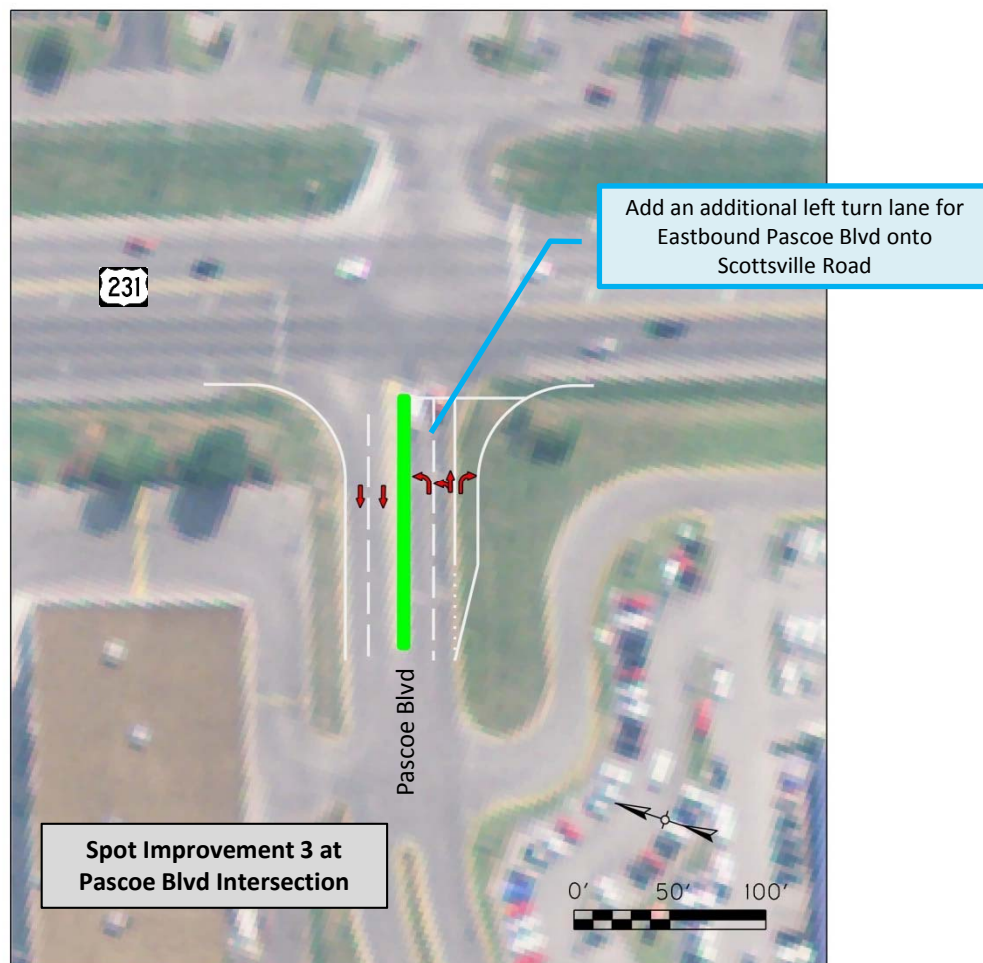 Add an additional left turn lane for
Eastbound Pascoe Blvd onto
Scottsville Road
231
Pascoe Blvd
Spot Improvement 3 at
Pascoe Blvd Intersection
0' 50' 100'